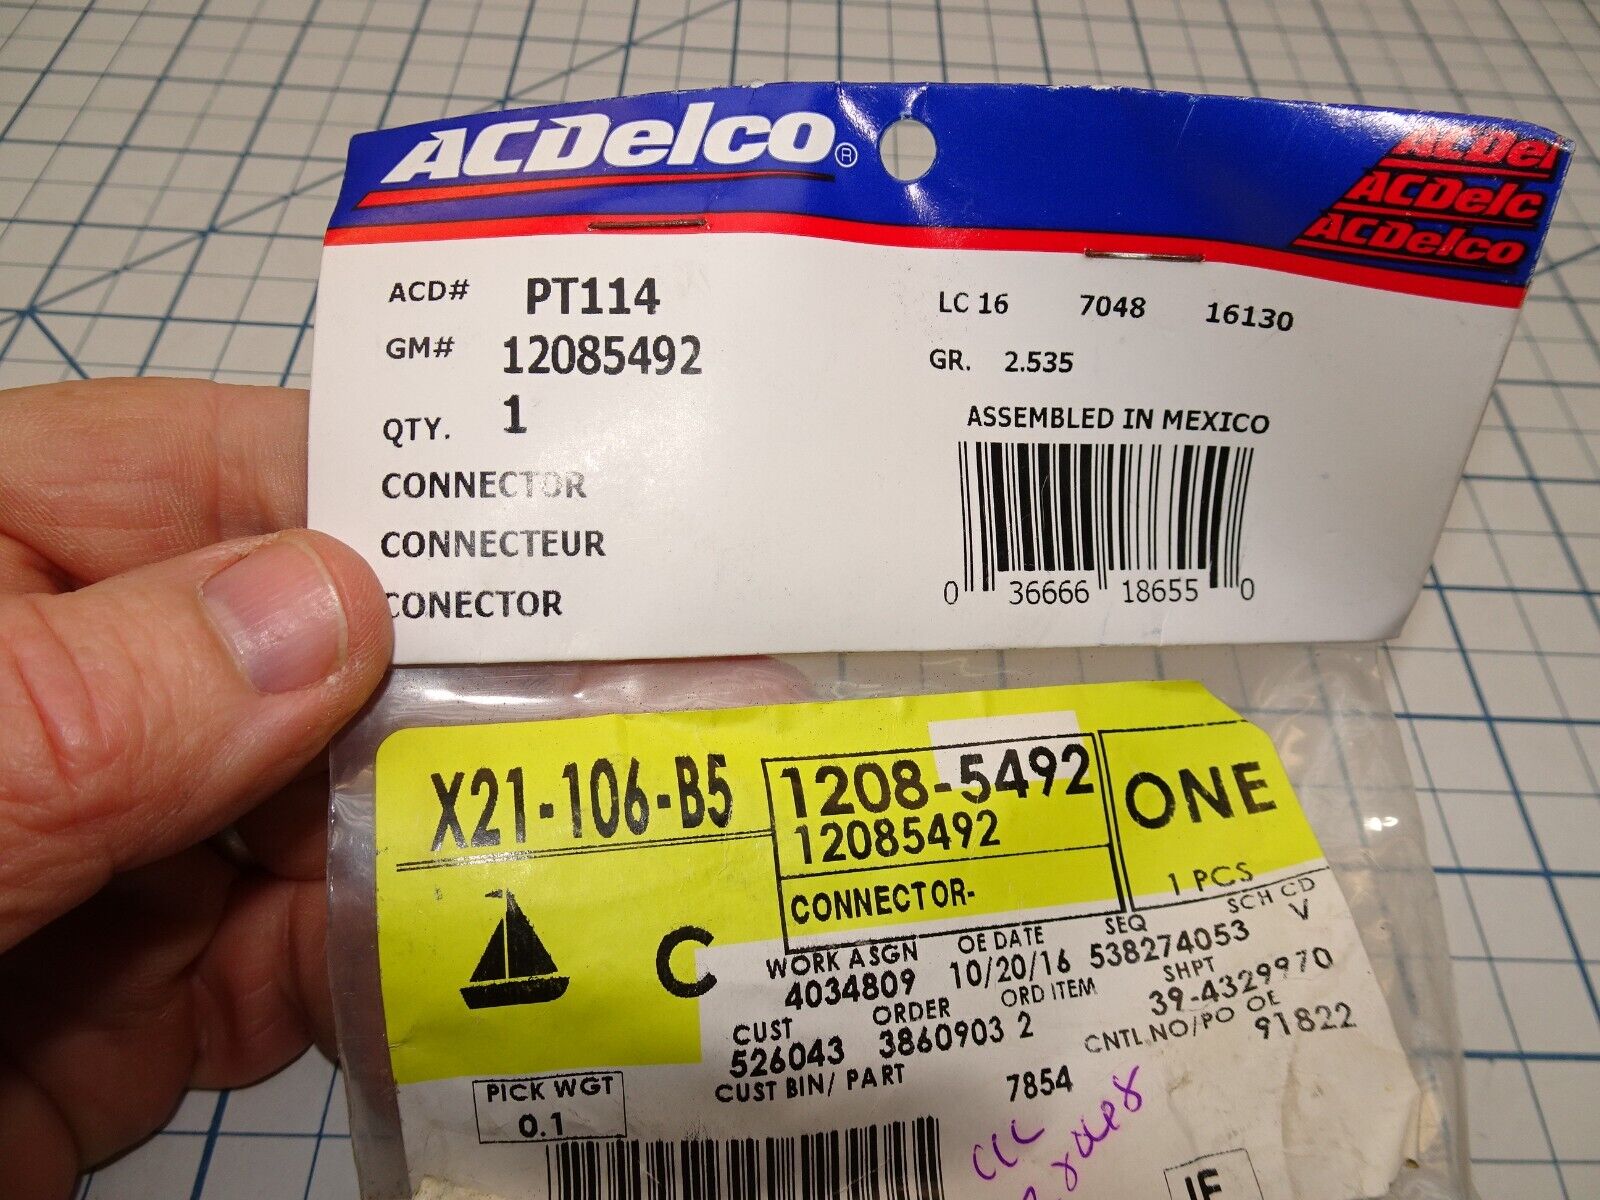 ACDelco®
ACDel
ACDelc
ACDelco
ACD# PT114
GM# 12085492
QTY. 1
CONNECTOR
CONNECTEUR
CONECTOR
LC 16 7048 16130
GR. 2.535
ASSEMBLED IN MEXICO
0 36666 18655 0
X21-106-B5
1208-5492
12085492
CONNECTOR-
ONE
1 PCS
C
WORK ASGN OE DATE SEQ SCH CD
4034809 10/20/16 538274053 V
CUST ORDER ORD ITEM SHPT
526043 3860903 2 39-4329970
CUST BIN/ PART CNTL NO/PO OE
7854 91822
PICK WGT
0.1